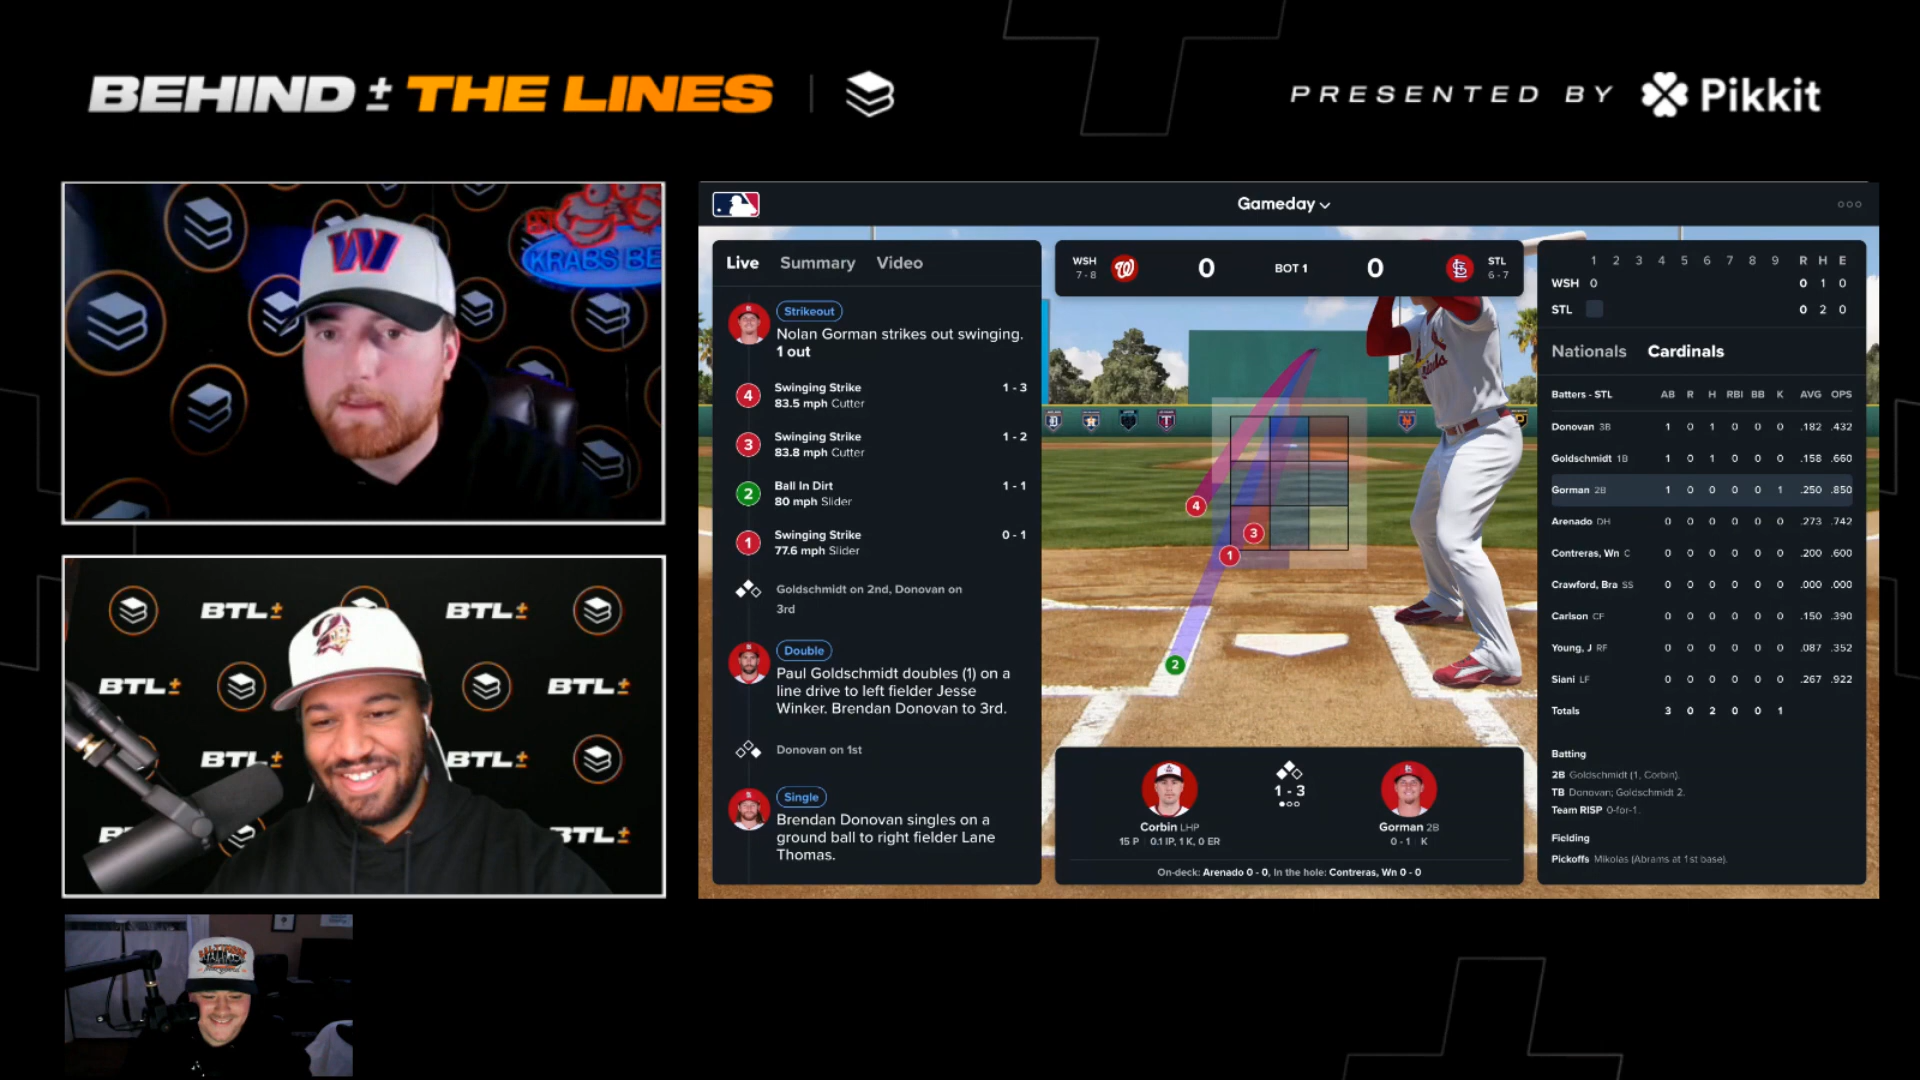 BEHIND ± THE LINES
PRESENTED BY Pikkit
KRABS BE
BTL±
BTL±
BTL±
BTL±
BTL±
BTL±
BTL±
Gameday
Live Summary Video
Strikeout
Nolan Gorman strikes out swinging.
1 out
4 Swinging Strike 1 - 3
83.5 mph Cutter
3 Swinging Strike 1 - 2
83.8 mph Cutter
2 Ball In Dirt 1 - 1
80 mph Slider
1 Swinging Strike 0 - 1
77.6 mph Slider
Goldschmidt on 2nd, Donovan on
3rd
Double
Paul Goldschmidt doubles (1) on a
line drive to left fielder Jesse
Winker. Brendan Donovan to 3rd.
Donovan on 1st
Single
Brendan Donovan singles on a
ground ball to right fielder Lane
Thomas.
WSH 0 BOT 1 0 STL
7 - 8 6 - 7
Cardinals
4
3
1
2
1 - 3
Corbin LHP Gorman 2B
15 P 0.1 IP, 1 K, 0 ER 0 - 1 K
On-deck: Arenado 0 - 0, In the hole: Contreras, Wn 0 - 0
1 2 3 4 5 6 7 8 9 R H E
WSH 0 0 1 0
STL 0 2 0
Nationals Cardinals
Batters - STL AB R H RBI BB K AVG OPS
Donovan 3B 1 0 1 0 0 0 .182 .432
Goldschmidt 1B 1 0 1 0 0 0 .158 .660
Gorman 2B 1 0 0 0 0 1 .250 .850
Arenado DH 0 0 0 0 0 0 .273 .742
Contreras, Wn C 0 0 0 0 0 0 .200 .600
Crawford, Bra SS 0 0 0 0 0 0 .000 .000
Carlson CF 0 0 0 0 0 0 .150 .390
Young, J RF 0 0 0 0 0 0 .087 .352
Siani LF 0 0 0 0 0 0 .267 .922
Totals 3 0 2 0 0 1
Batting
2B Goldschmidt (1, Corbin).
TB Donovan; Goldschmidt 2.
Team RISP 0-for-1.
Fielding
Pickoffs Mikolas (Abrams at 1st base).